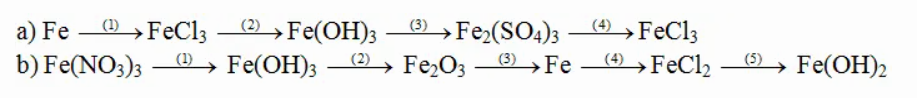 a) Fe —(1)→ FeCl₃ —(2)→ Fe(OH)₃ —(3)→ Fe₂(SO₄)₃ —(4)→ FeCl₃
b) Fe(NO₃)₃ —(1)→ Fe(OH)₃ —(2)→ Fe₂O₃ —(3)→ Fe —(4)→ FeCl₂ —(5)→ Fe(OH)₂